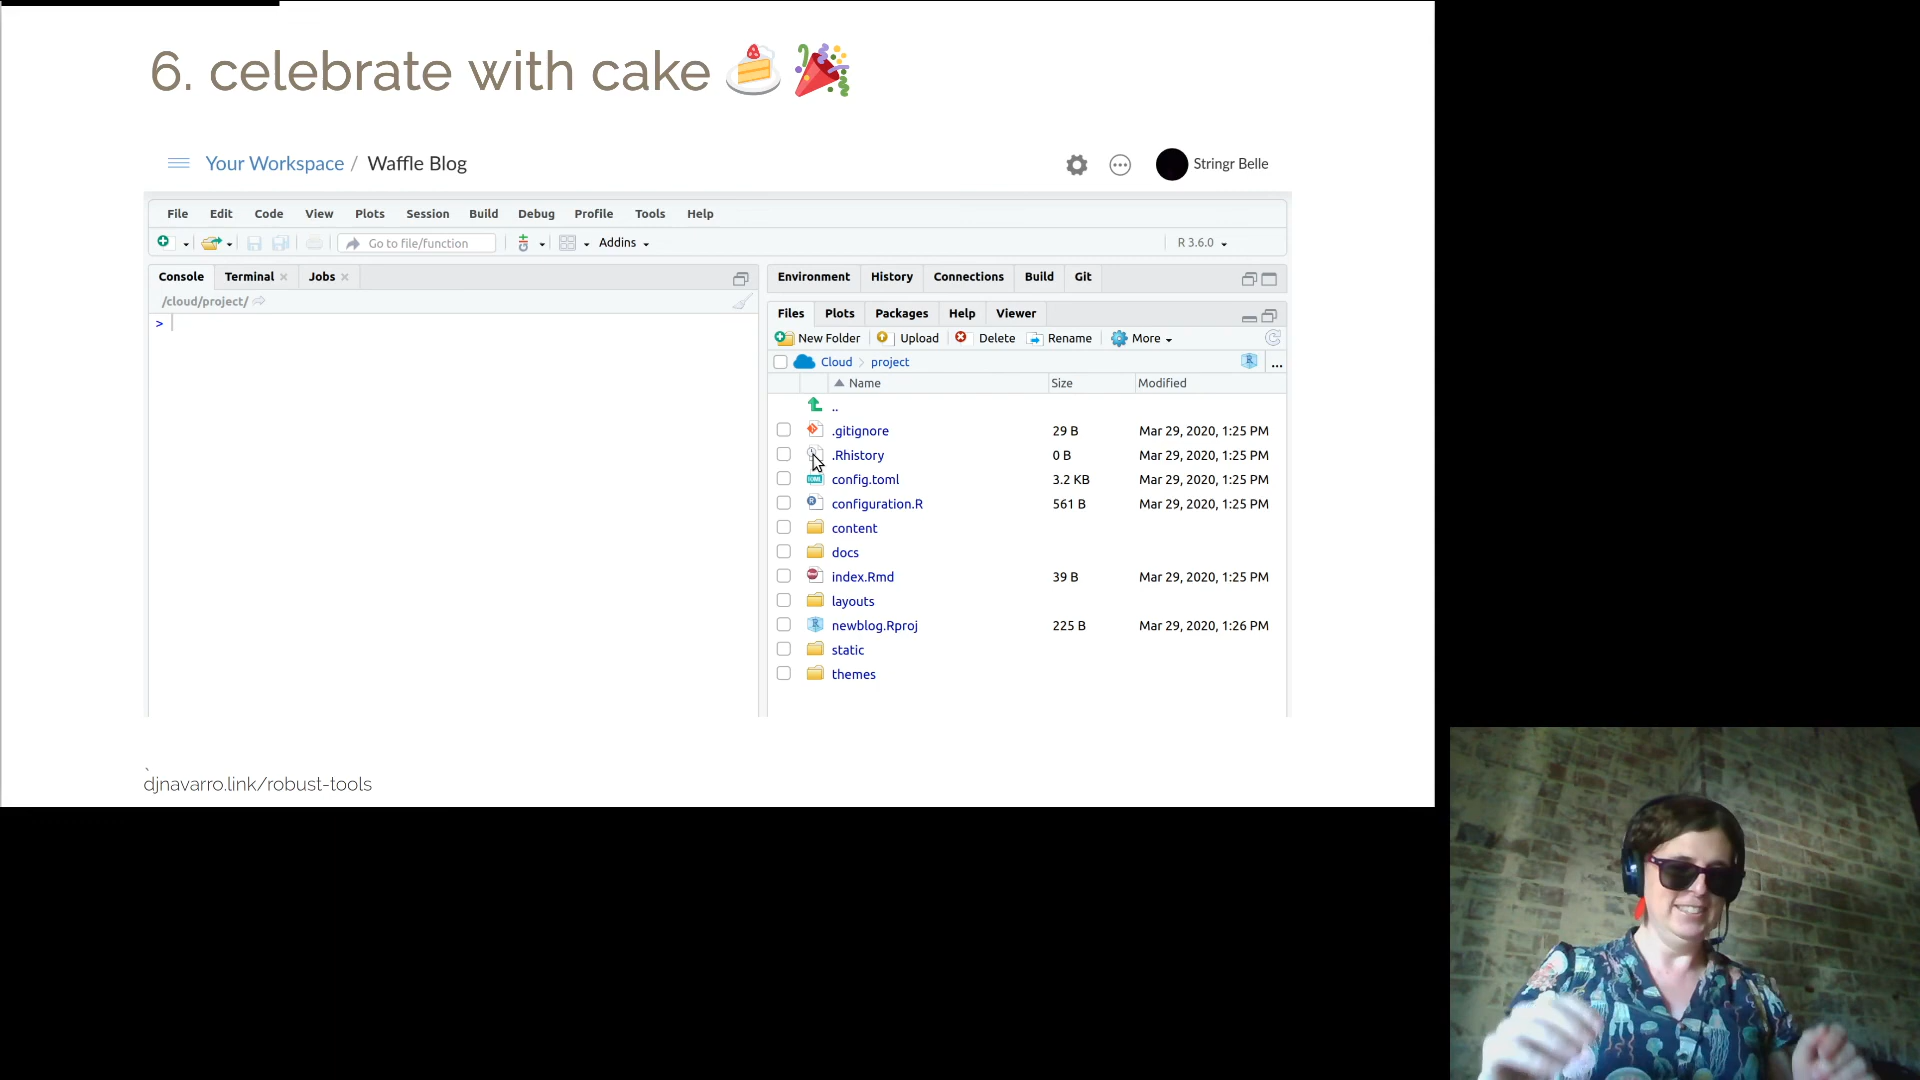 6. celebrate with cake 🍰 🎉
Your Workspace / Waffle Blog
Stringr Belle
File Edit Code View Plots Session Build Debug Profile Tools Help
Go to file/function Addins R 3.6.0
Console Terminal Jobs
/cloud/project/
>
Environment History Connections Build Git
Files Plots Packages Help Viewer
New Folder Upload Delete Rename More
Cloud project ...
Name Size Modified
..
.gitignore 29 B Mar 29, 2020, 1:25 PM
.Rhistory 0 B Mar 29, 2020, 1:25 PM
config.toml 3.2 KB Mar 29, 2020, 1:25 PM
configuration.R 561 B Mar 29, 2020, 1:25 PM
content
docs
index.Rmd 39 B Mar 29, 2020, 1:25 PM
layouts
newblog.Rproj 225 B Mar 29, 2020, 1:26 PM
static
themes
`
djnavarro.link/robust-tools